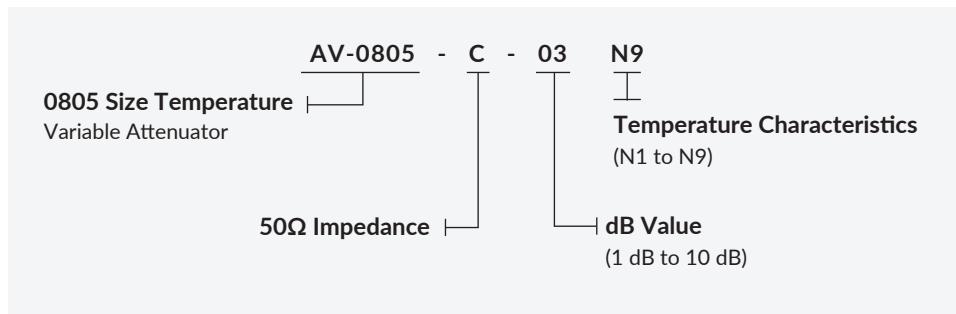 AV-0805 - C - 03 N9
0805 Size Temperature
Variable Attenuator
Temperature Characteristics
(N1 to N9)
50Ω Impedance
dB Value
(1 dB to 10 dB)